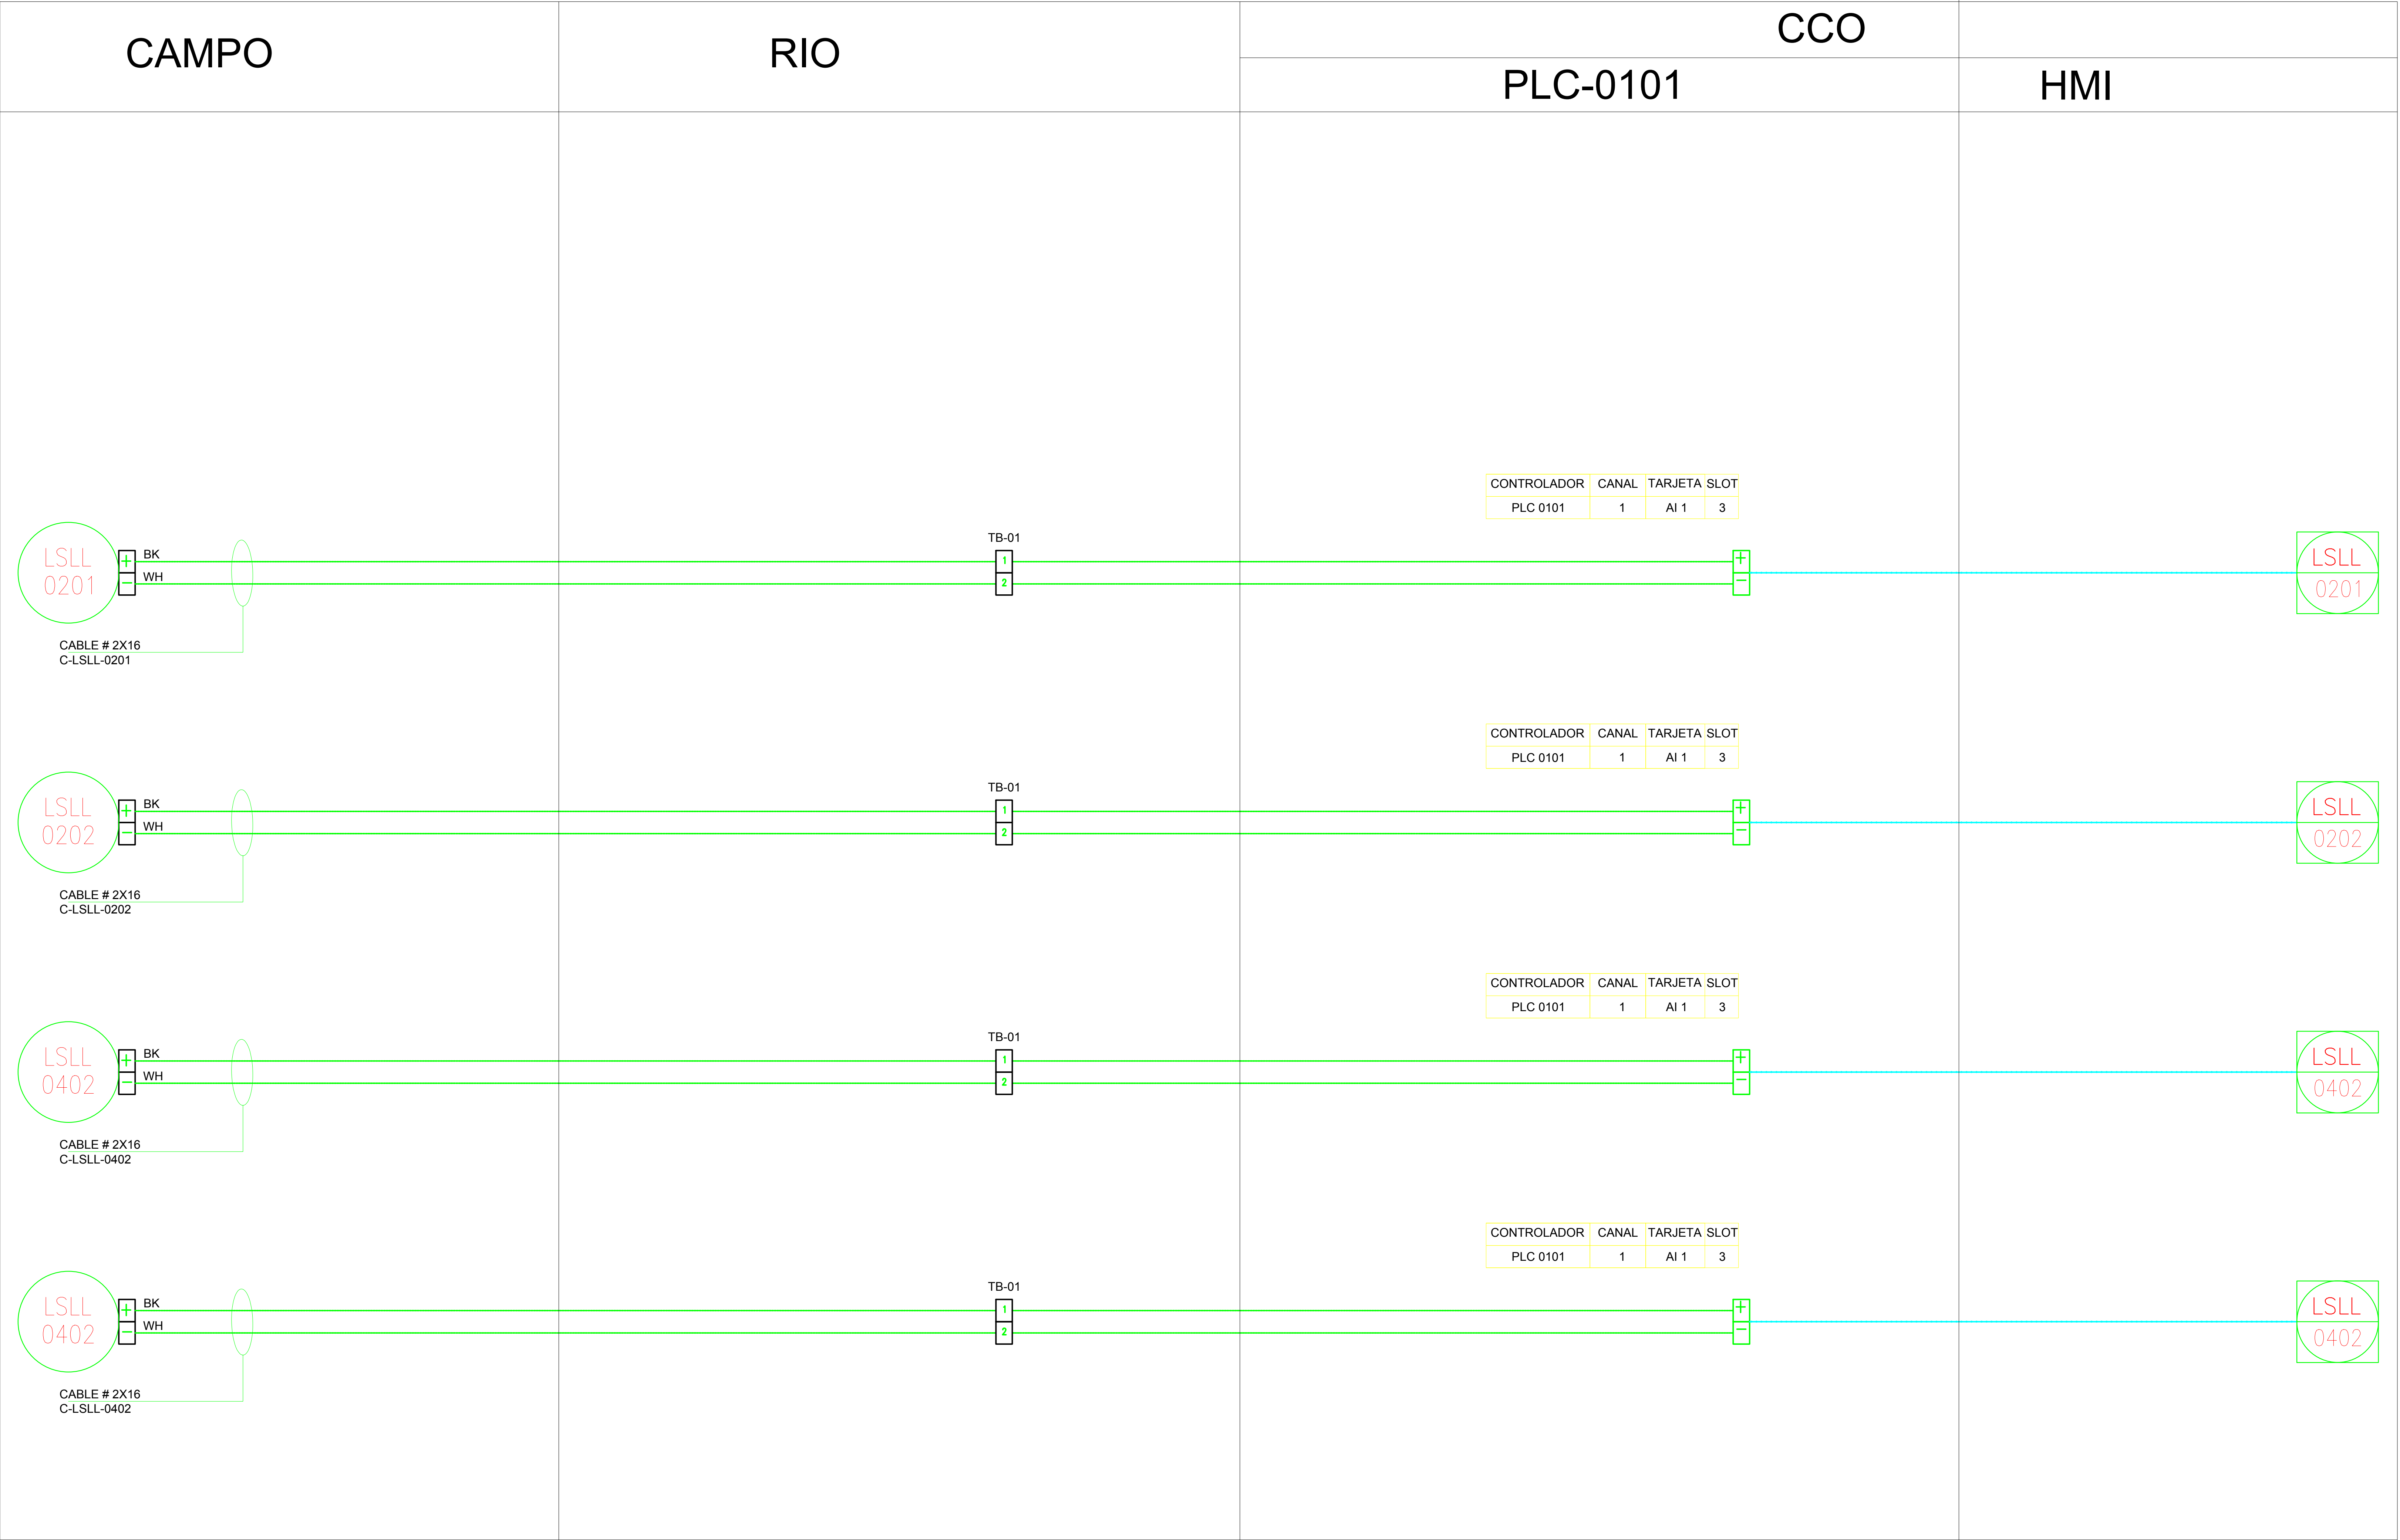 CAMPO
RIO
CCO
PLC-0101
HMI
CONTROLADOR CANAL TARJETA SLOT
PLC 0101 1 AI 1 3
LSLL
0201
+ BK
- WH
TB-01
1
2
+
-
LSLL
0201
CABLE # 2X16
C-LSLL-0201
CONTROLADOR CANAL TARJETA SLOT
PLC 0101 1 AI 1 3
LSLL
0202
+ BK
- WH
TB-01
1
2
+
-
LSLL
0202
CABLE # 2X16
C-LSLL-0202
CONTROLADOR CANAL TARJETA SLOT
PLC 0101 1 AI 1 3
LSLL
0402
+ BK
- WH
TB-01
1
2
+
-
LSLL
0402
CABLE # 2X16
C-LSLL-0402
CONTROLADOR CANAL TARJETA SLOT
PLC 0101 1 AI 1 3
LSLL
0402
+ BK
- WH
TB-01
1
2
+
-
LSLL
0402
CABLE # 2X16
C-LSLL-0402